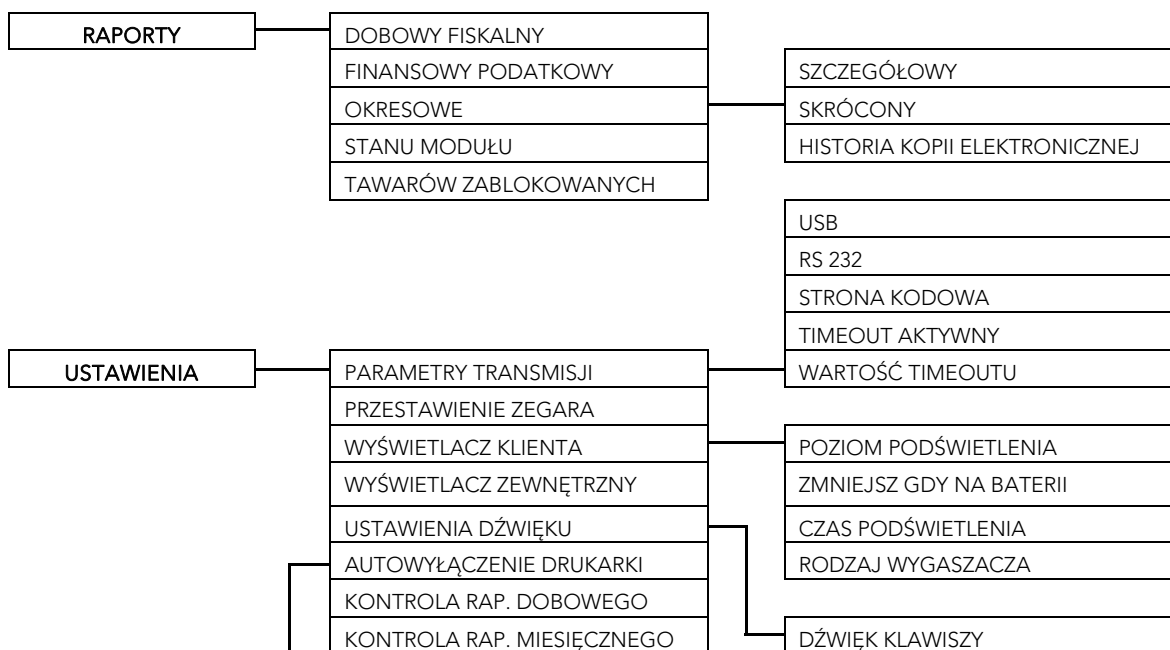 RAPORTY
DOBOWY FISKALNY
FINANSOWY PODATKOWY
OKRESOWE
STANU MODUŁU
TAWARÓW ZABLOKOWANYCH
SZCZEGÓŁOWY
SKRÓCONY
HISTORIA KOPII ELEKTRONICZNEJ
USTAWIENIA
PARAMETRY TRANSMISJI
PRZESTAWIENIE ZEGARA
WYŚWIETLACZ KLIENTA
WYŚWIETLACZ ZEWNĘTRZNY
USTAWIENIA DŹWIĘKU
AUTOWYŁĄCZENIE DRUKARKI
KONTROLA RAP. DOBOWEGO
KONTROLA RAP. MIESIĘCZNEGO
USB
RS 232
STRONA KODOWA
TIMEOUT AKTYWNY
WARTOŚĆ TIMEOUTU
POZIOM PODŚWIETLENIA
ZMNIEJSZ GDY NA BATERII
CZAS PODŚWIETLENIA
RODZAJ WYGASZACZA
DŹWIĘK KLAWISZY